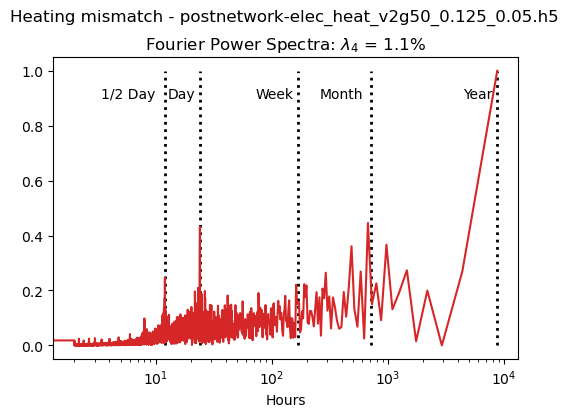 Heating mismatch - postnetwork-elec_heat_v2g50_0.125_0.05.h5
Fourier Power Spectra: λ₄ = 1.1%
1.0
0.8
0.6
0.4
0.2
0.0
1/2 Day Day Week Month Year
10¹ 10² 10³ 10⁴
Hours